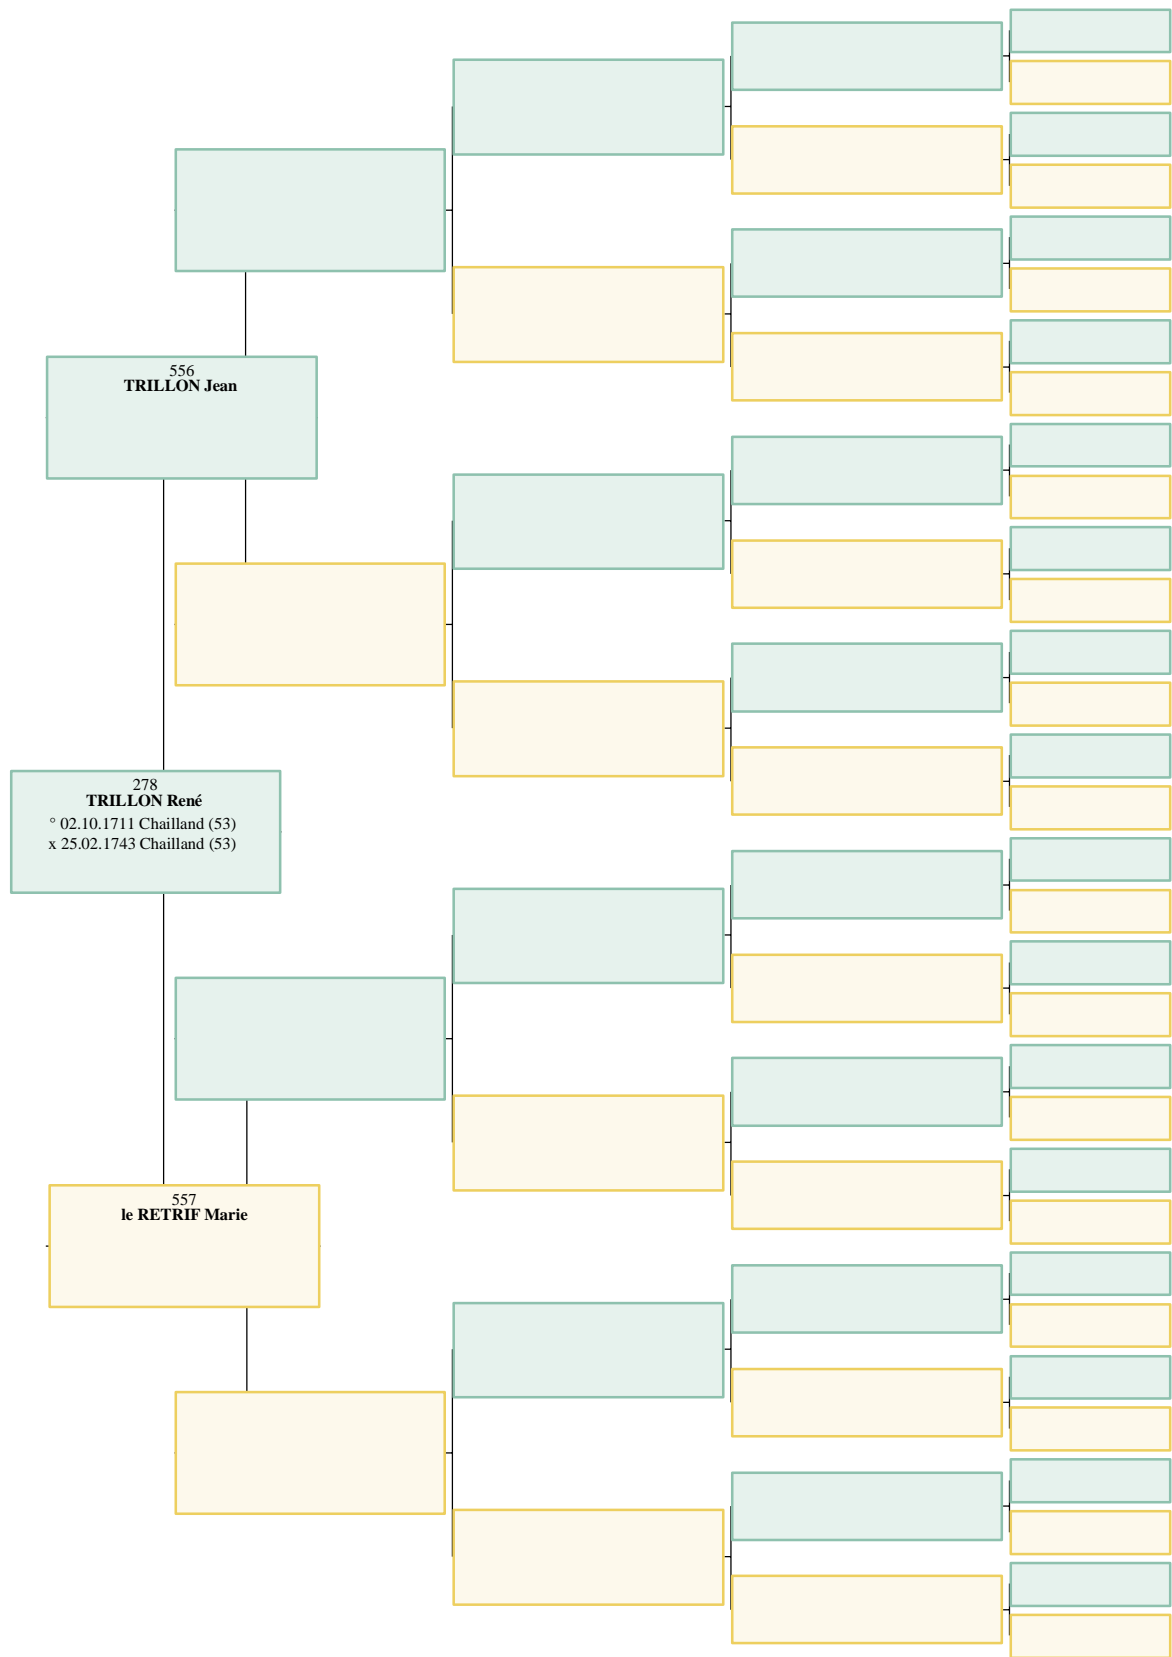 556
TRILLON Jean
278
TRILLON René
° 02.10.1711 Chailland (53)
x 25.02.1743 Chailland (53)
557
le RETRIF Marie